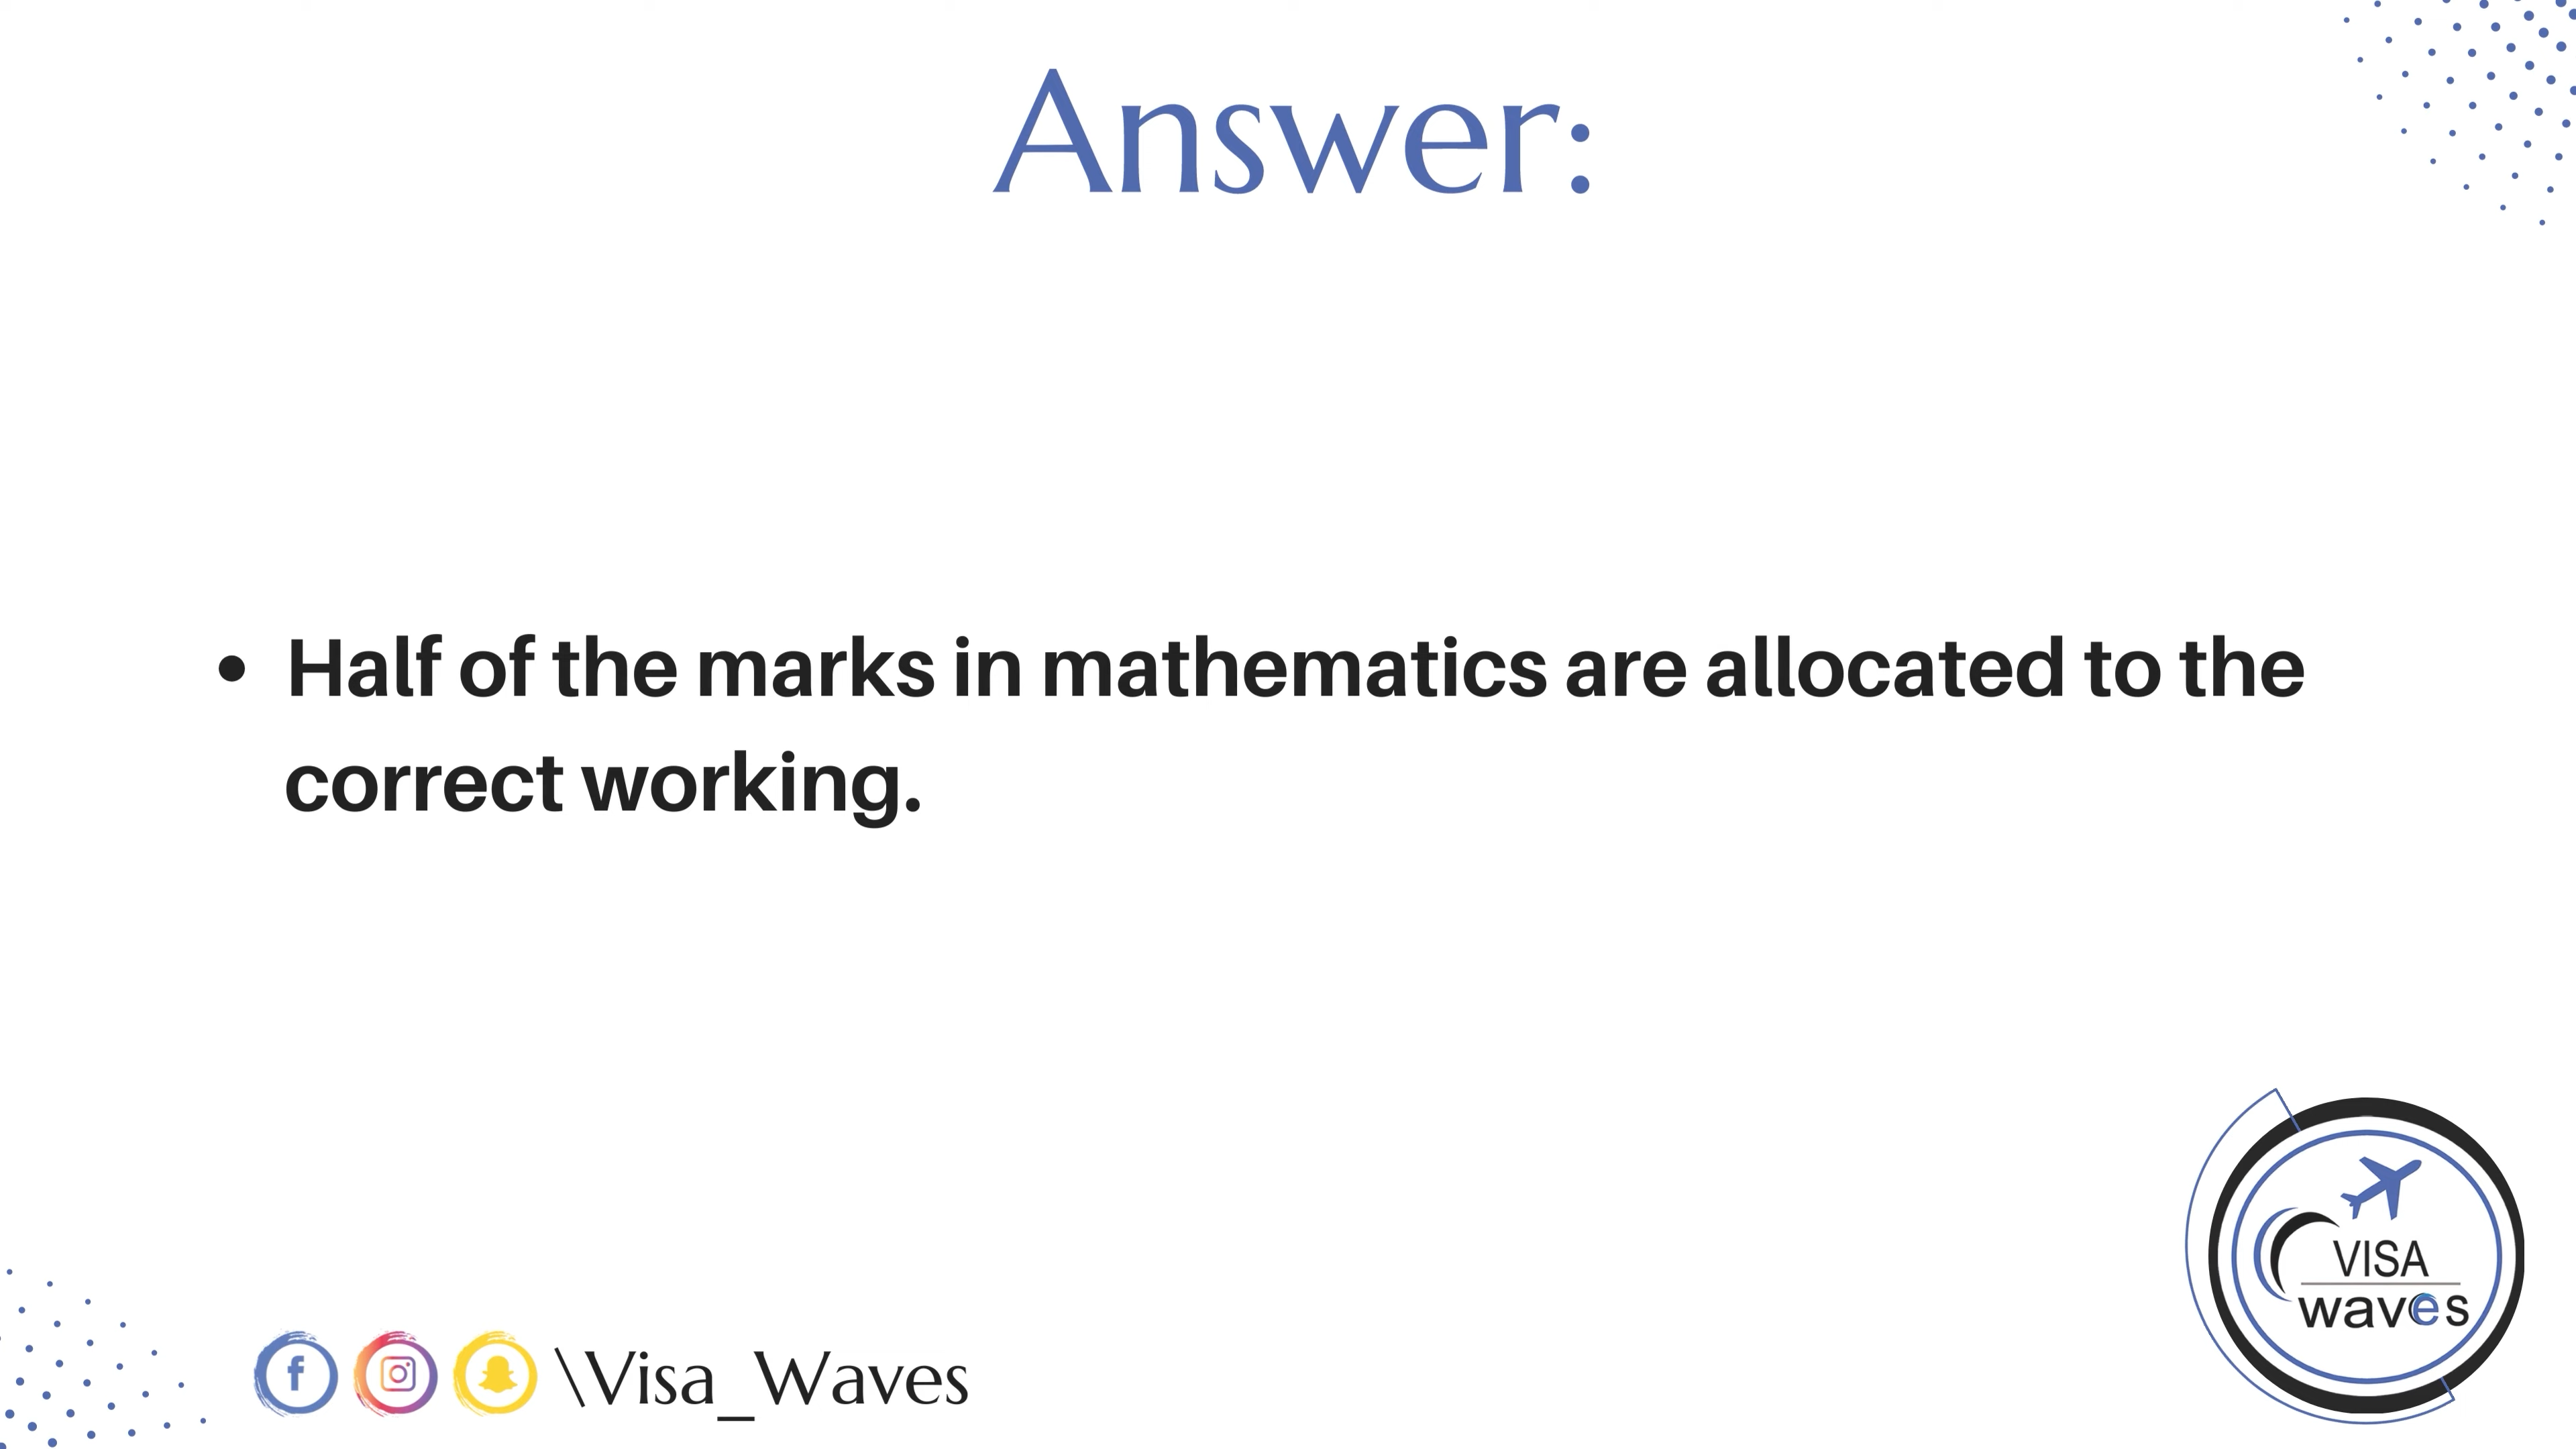 Answer:
• Half of the marks in mathematics are allocated to the
correct working.
VISA
waves
\Visa_Waves